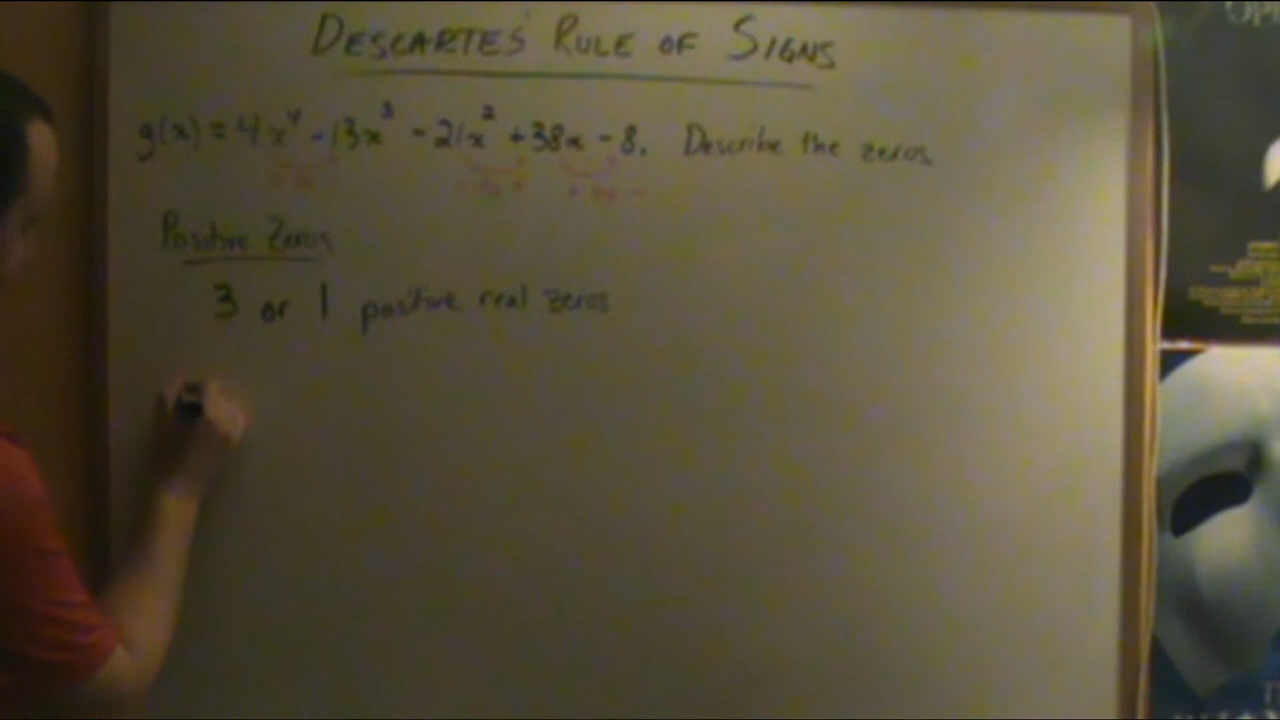 DESCARTES' RULE OF SIGNS
g(x) = 4x⁴ - 13x³ - 21x² + 38x - 8. Describe the zeros.
Positive Zeros
3 or 1 positive real zeros